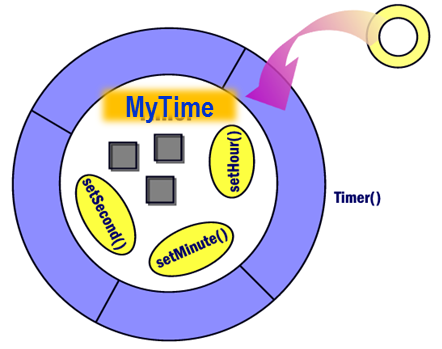 MyTime
setHour()
Timer()
setSecond()
setMinute()